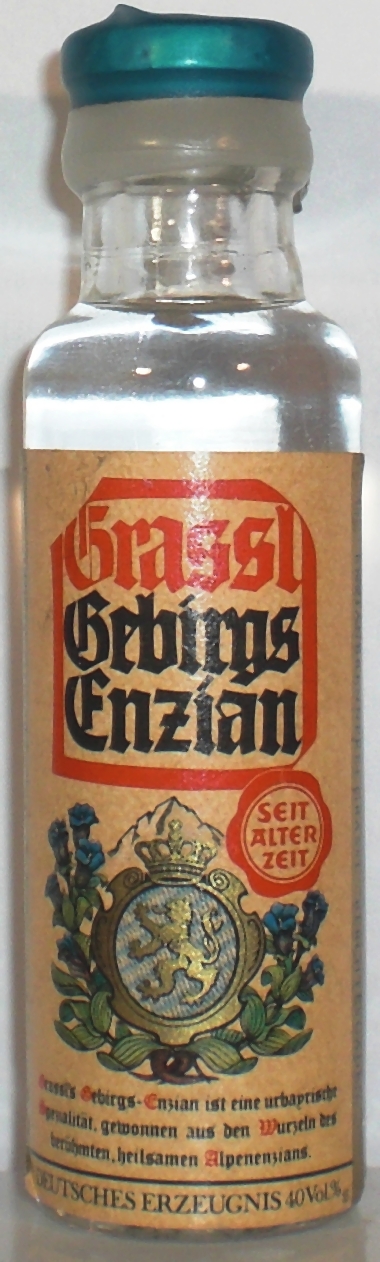 Grassl
Gebirgs
Enzian
SEIT
ALTER
ZEIT
Grassl's Gebirgs-Enzian ist eine urbayrische
Spezialität, gewonnen aus den Wurzeln des
berühmten, heilsamen Alpenenzians.
DEUTSCHES ERZEUGNIS 40 Vol.%